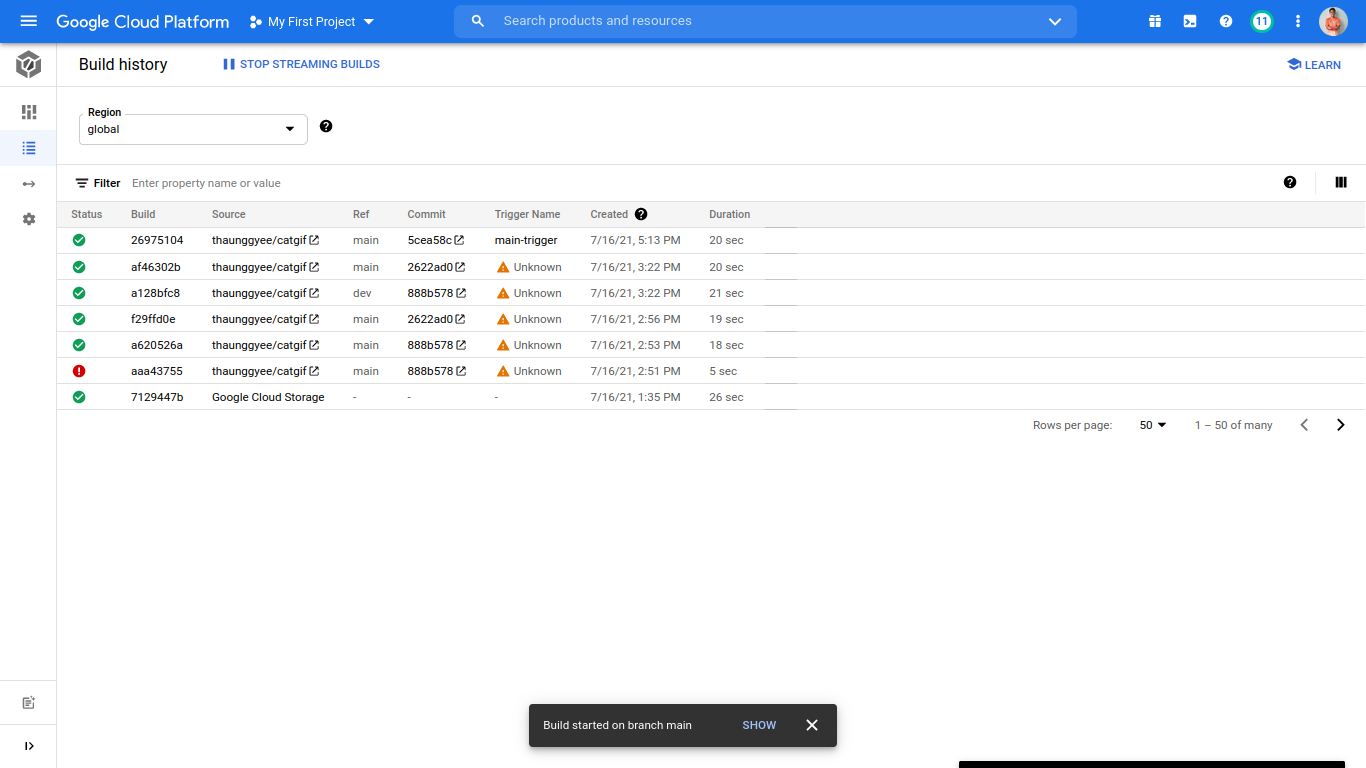 Google Cloud Platform My First Project Search products and resources 11
Build history STOP STREAMING BUILDS LEARN
Region
global
Filter Enter property name or value
Status Build Source Ref Commit Trigger Name Created Duration
26975104 thaunggyee/catgif main 5cea58c main-trigger 7/16/21, 5:13 PM 20 sec
af46302b thaunggyee/catgif main 2622ad0 Unknown 7/16/21, 3:22 PM 20 sec
a128bfc8 thaunggyee/catgif dev 888b578 Unknown 7/16/21, 3:22 PM 21 sec
f29ffd0e thaunggyee/catgif main 2622ad0 Unknown 7/16/21, 2:56 PM 19 sec
a620526a thaunggyee/catgif main 888b578 Unknown 7/16/21, 2:53 PM 18 sec
aaa43755 thaunggyee/catgif main 888b578 Unknown 7/16/21, 2:51 PM 5 sec
7129447b Google Cloud Storage - - - 7/16/21, 1:35 PM 26 sec
Rows per page: 50 1 – 50 of many
Build started on branch main SHOW